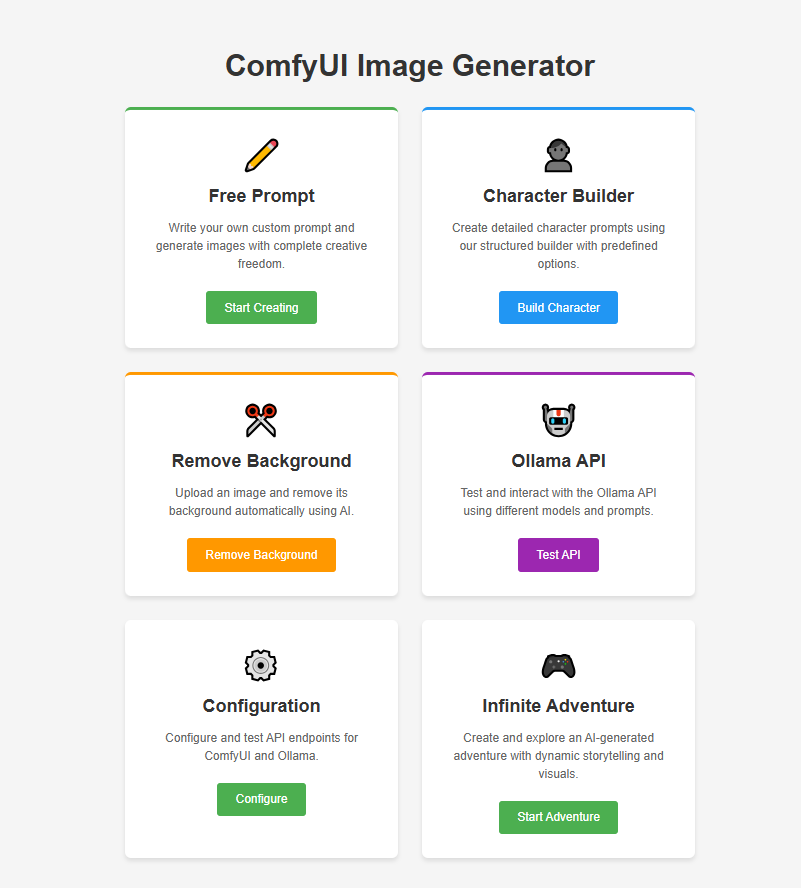 ComfyUI Image Generator
Free Prompt
Write your own custom prompt and
generate images with complete creative
freedom.
Start Creating
Character Builder
Create detailed character prompts using
our structured builder with predefined
options.
Build Character
Remove Background
Upload an image and remove its
background automatically using AI.
Remove Background
Ollama API
Test and interact with the Ollama API
using different models and prompts.
Test API
Configuration
Configure and test API endpoints for
ComfyUI and Ollama.
Configure
Infinite Adventure
Create and explore an AI-generated
adventure with dynamic storytelling and
visuals.
Start Adventure